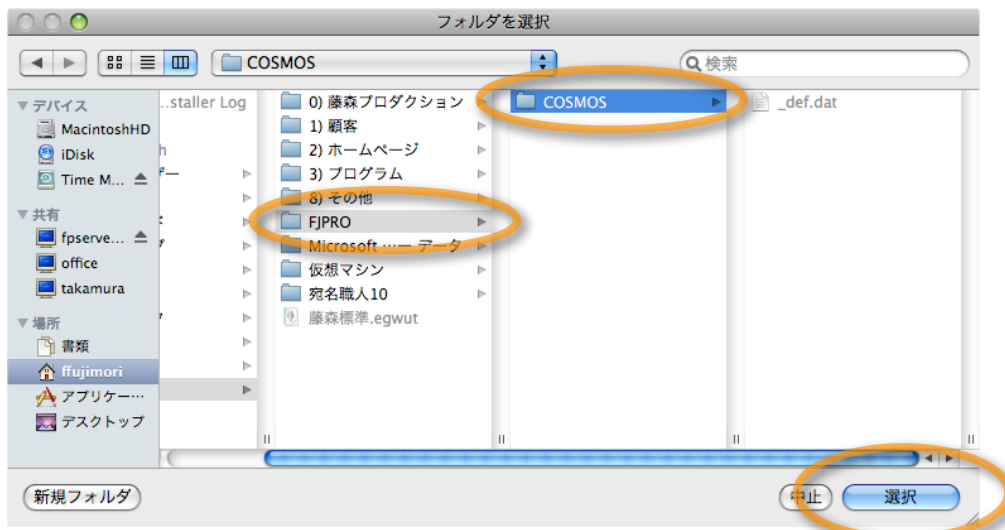 フォルダを選択
COSMOS
検索
デバイス
MacintoshHD
iDisk
Time M...
共有
fpserve...
office
takamura
場所
書類
ffujimori
アプリケー…
デスクトップ
..staller Log
h
0) 藤森プロダクション
1) 顧客
2) ホームページ
3) プログラム
8) その他
FJPRO
Microsoft …ー データ
仮想マシン
宛名職人10
藤森標準.egwut
COSMOS
_def.dat
新規フォルダ
中止
選択